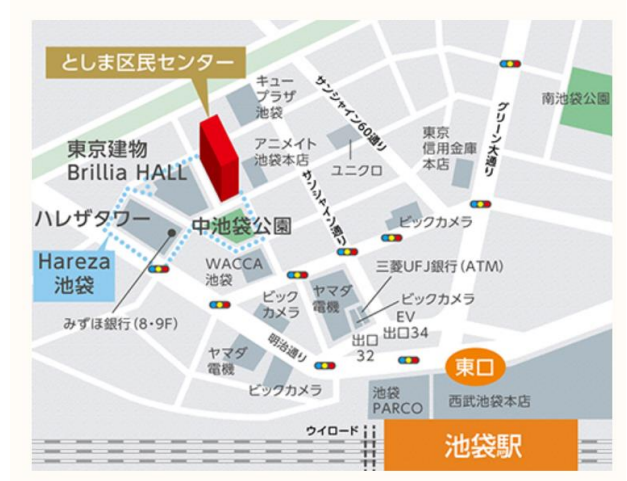 としま区民センター
キュー
プラザ
池袋
サンシャイン60通り
グリーン大通り
南池袋公園
東京建物
Brillia HALL
アニメイト
池袋本店
ユニクロ
東京
信用金庫
本店
サンシャイン通り
ハレザタワー
中池袋公園
ビックカメラ
Hareza
池袋
WACCA
池袋
三菱UFJ銀行(ATM)
みずほ銀行(8・9F)
ビック
カメラ
ヤマダ
電機
ビックカメラ
EV
出口34
出口
32
明治通り
ヤマダ
電機
ビックカメラ
東口
池袋
PARCO
西武池袋本店
ウイロード
池袋駅